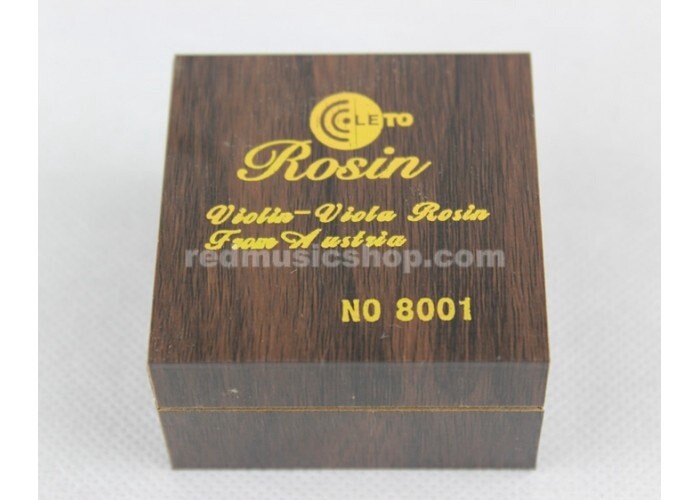 LETO
Rosin
Violin-Viola Rosin
From Austria
redmusicshop.com
NO 8001